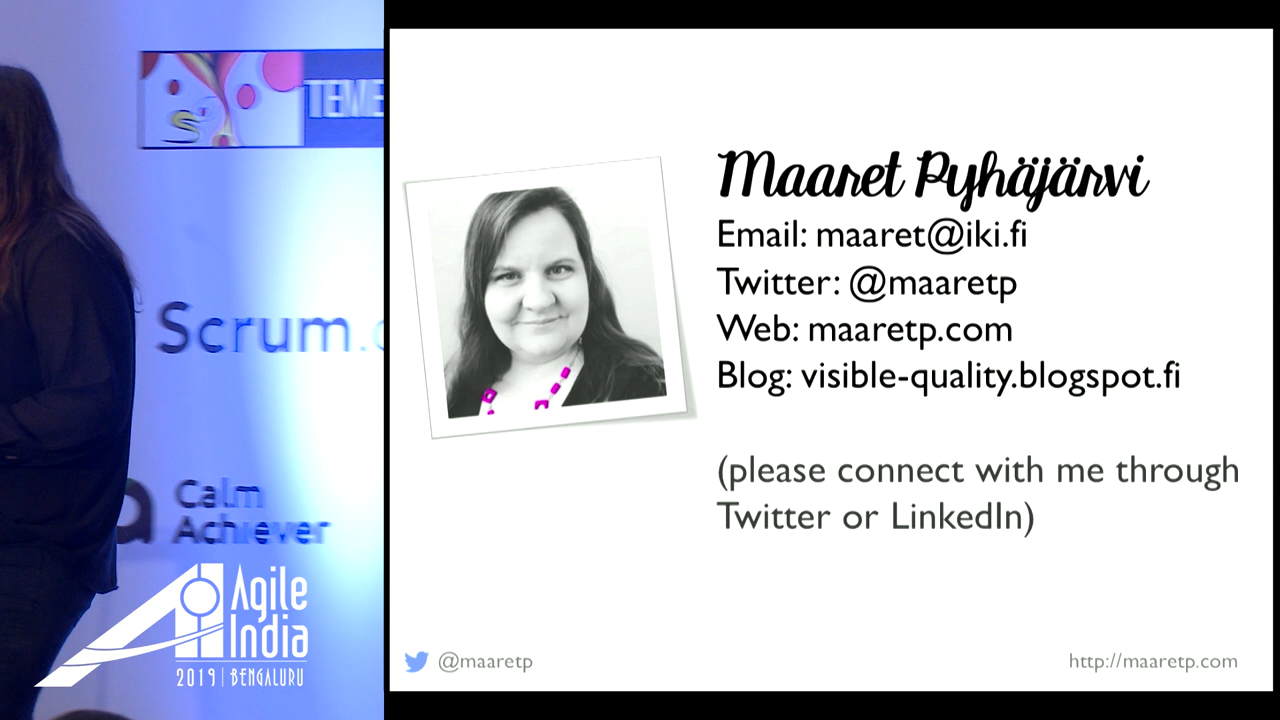 Maaret Pyhäjärvi
Email: maaret@iki.fi
Twitter: @maaretp
Web: maaretp.com
Blog: visible-quality.blogspot.fi
(please connect with me through
Twitter or LinkedIn)
@maaretp
http://maaretp.com
Scrum.
Calm
Achiever
Agile
India
2019 | BENGALURU